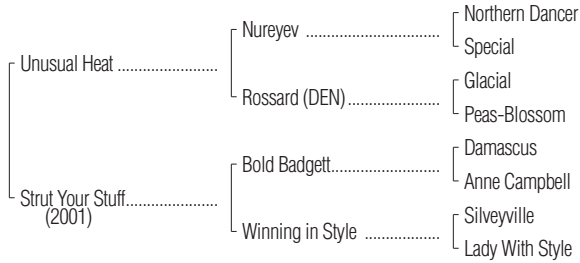 Northern Dancer
Nureyev ..................................
Special
Unusual Heat .........................
Glacial
Rossard (DEN) .......................
Peas-Blossom
Damascus
Bold Badgett...........................
Anne Campbell
Strut Your Stuff.......................
(2001)
Silveyville
Winning in Style ...................
Lady With Style